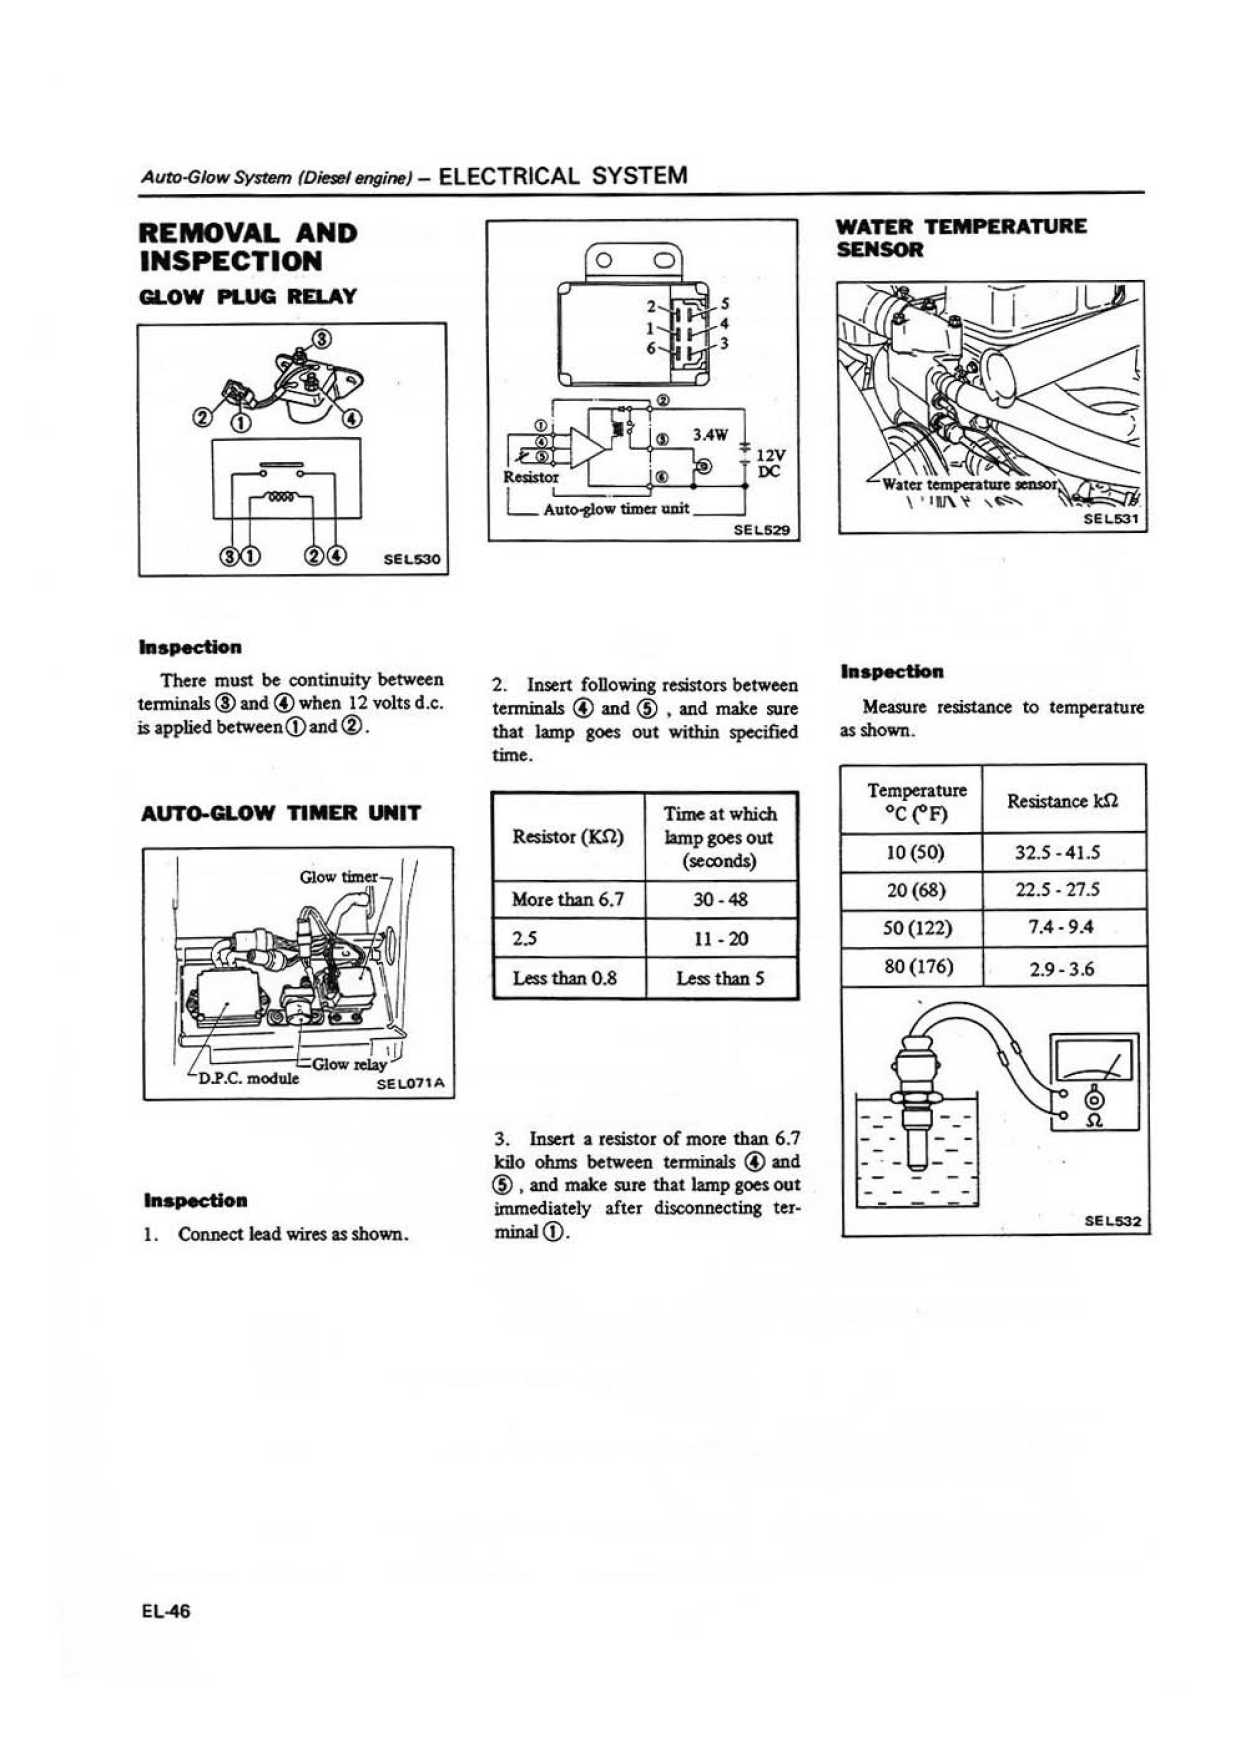 Auto-Glow System (Diesel engine) – ELECTRICAL SYSTEM
REMOVAL AND
INSPECTION
GLOW PLUG RELAY
③
② ① ④
③① ②④
SEL530
Inspection
There must be continuity between
terminals ③ and ④ when 12 volts d.c.
is applied between ① and ②.
AUTO-GLOW TIMER UNIT
Glow timer
Glow relay
D.P.C. module
SEL071A
Inspection
1. Connect lead wires as shown.
2 5
1 4
6 3
②
①
④
⑤
③
3.4W
12V
DC
⑥
Resistor
Auto-glow timer unit
SEL529
2. Insert following resistors between
terminals ④ and ⑤ , and make sure
that lamp goes out within specified
time.
Resistor (KΩ)
Time at which
lamp goes out
(seconds)
More than 6.7 30 - 48
2.5 11 - 20
Less than 0.8 Less than 5
3. Insert a resistor of more than 6.7
kilo ohms between terminals ④ and
⑤ , and make sure that lamp goes out
immediately after disconnecting ter-
minal ①.
WATER TEMPERATURE
SENSOR
Water temperature sensor
SEL531
Inspection
Measure resistance to temperature
as shown.
Temperature
°C (°F)
Resistance kΩ
10 (50) 32.5 - 41.5
20 (68) 22.5 - 27.5
50 (122) 7.4 - 9.4
80 (176) 2.9 - 3.6
Ω
SEL532
EL-46